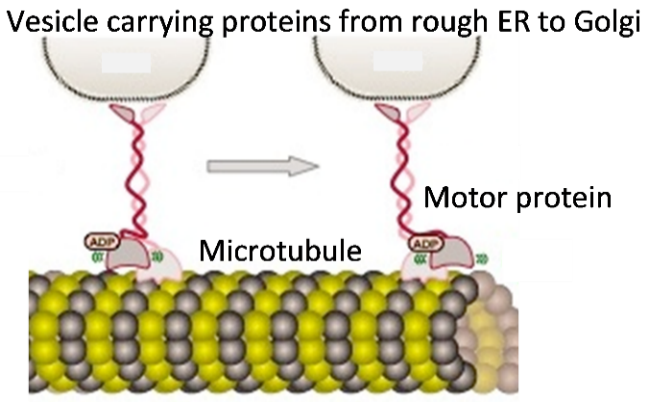 Vesicle carrying proteins from rough ER to Golgi
Motor protein
ADP
ADP
Microtubule